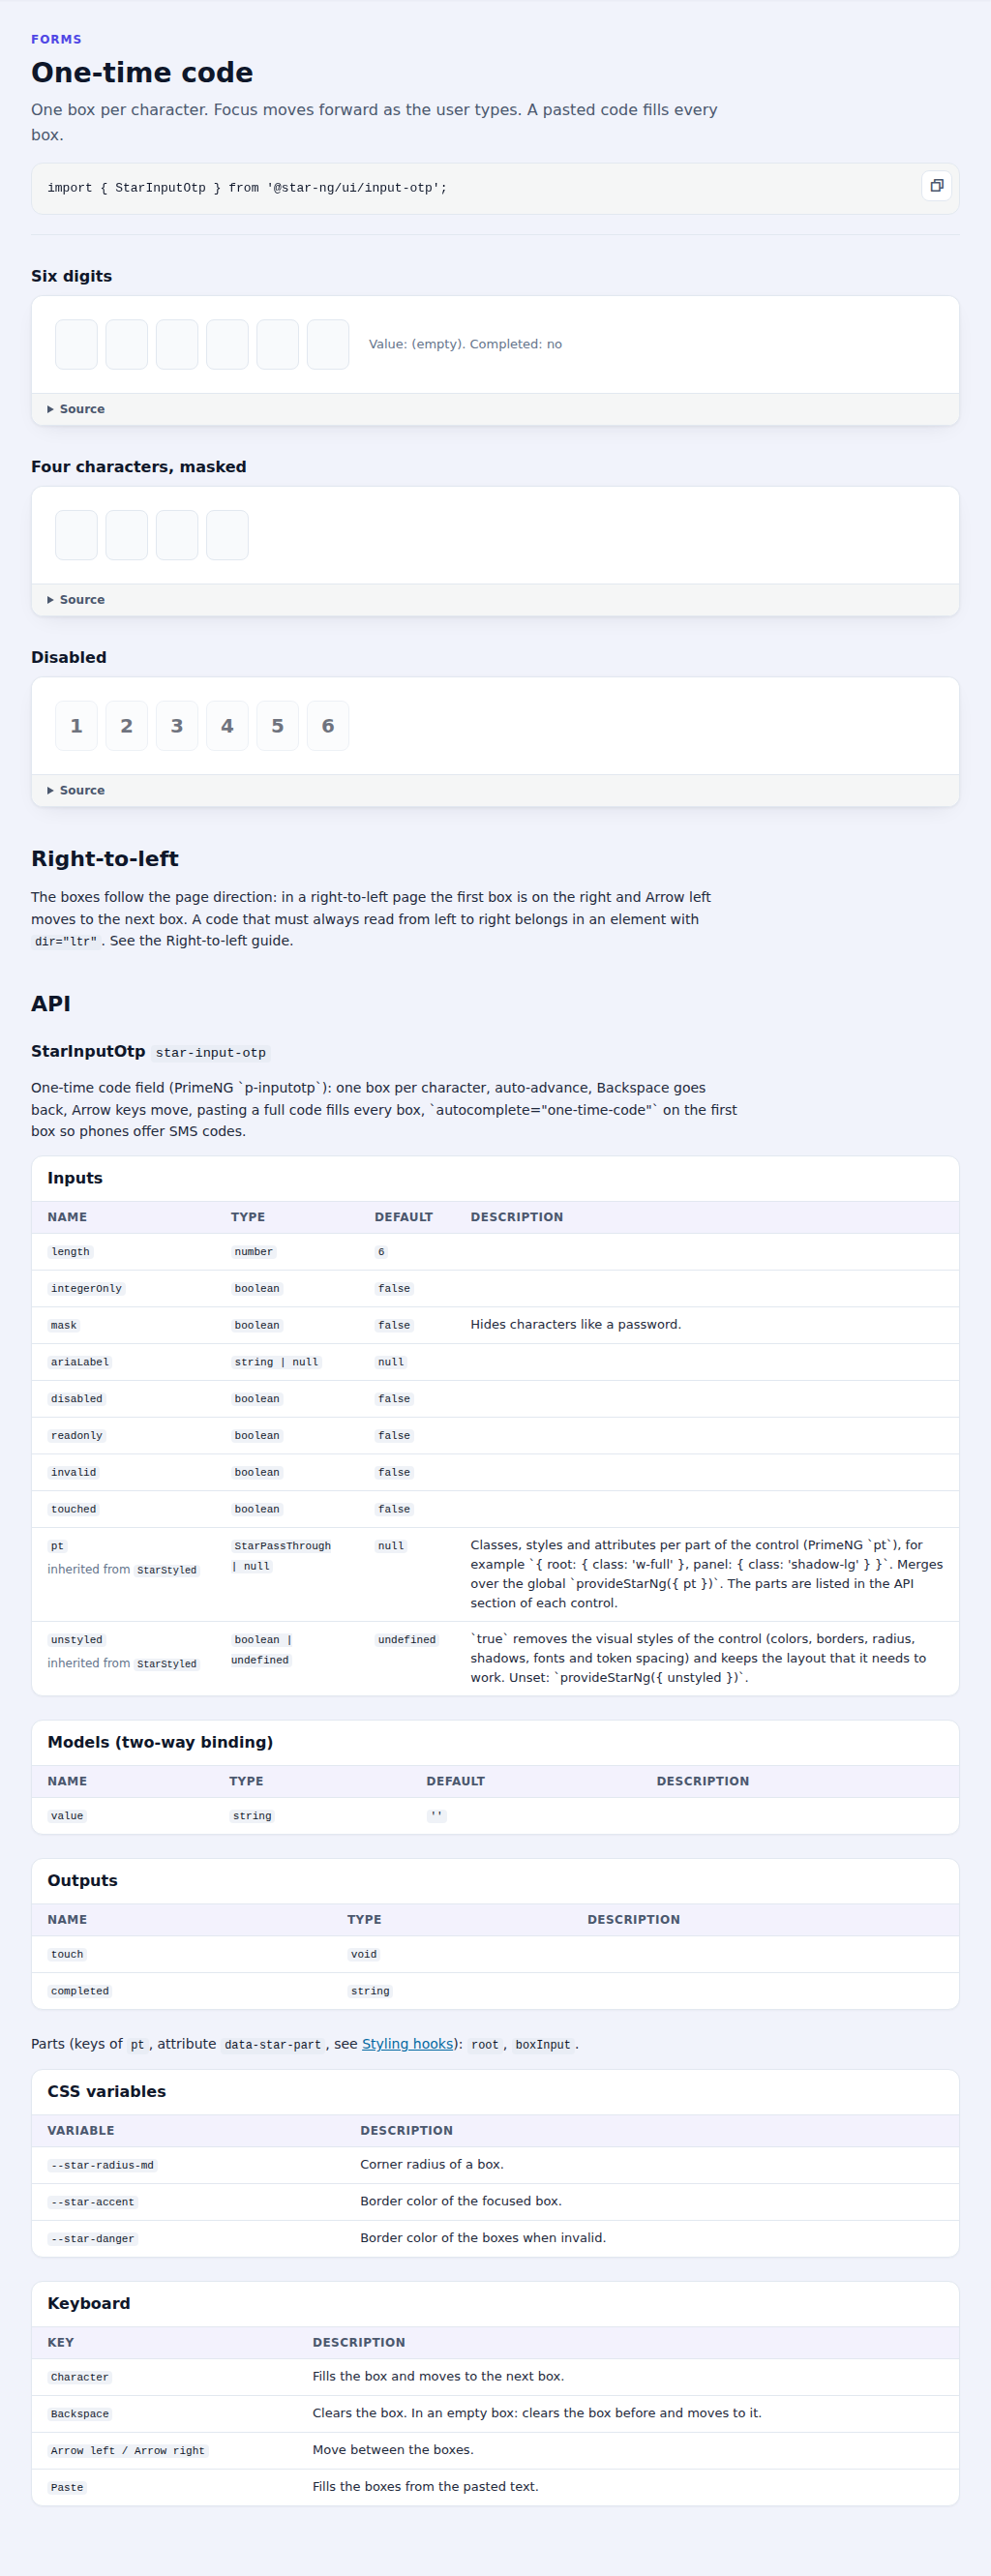 FORMS
One-time code
One box per character. Focus moves forward as the user types. A pasted code fills every
box.
import { StarInputOtp } from '@star-ng/ui/input-otp';
Six digits
Value: (empty). Completed: no
Source
Four characters, masked
Source
Disabled
1 2 3 4 5 6
Source
Right-to-left
The boxes follow the page direction: in a right-to-left page the first box is on the right and Arrow left
moves to the next box. A code that must always read from left to right belongs in an element with
dir="ltr". See the Right-to-left guide.
API
StarInputOtp star-input-otp
One-time code field (PrimeNG `p-inputotp`): one box per character, auto-advance, Backspace goes
back, Arrow keys move, pasting a full code fills every box, `autocomplete="one-time-code"` on the first
box so phones offer SMS codes.
Inputs
NAME TYPE DEFAULT DESCRIPTION
length number 6
integerOnly boolean false
mask boolean false Hides characters like a password.
ariaLabel string | null null
disabled boolean false
readonly boolean false
invalid boolean false
touched boolean false
pt StarPassThrough null Classes, styles and attributes per part of the control (PrimeNG `pt`), for
| null example `{ root: { class: 'w-full' }, panel: { class: 'shadow-lg' } }`. Merges
inherited from StarStyled over the global `provideStarNg({ pt })`. The parts are listed in the API
section of each control.
unstyled boolean | undefined `true` removes the visual styles of the control (colors, borders, radius,
inherited from StarStyled undefined shadows, fonts and token spacing) and keeps the layout that it needs to
work. Unset: `provideStarNg({ unstyled })`.
Models (two-way binding)
NAME TYPE DEFAULT DESCRIPTION
value string ''
Outputs
NAME TYPE DESCRIPTION
touch void
completed string
Parts (keys of pt, attribute data-star-part, see Styling hooks): root, boxInput.
CSS variables
VARIABLE DESCRIPTION
--star-radius-md Corner radius of a box.
--star-accent Border color of the focused box.
--star-danger Border color of the boxes when invalid.
Keyboard
KEY DESCRIPTION
Character Fills the box and moves to the next box.
Backspace Clears the box. In an empty box: clears the box before and moves to it.
Arrow left / Arrow right Move between the boxes.
Paste Fills the boxes from the pasted text.